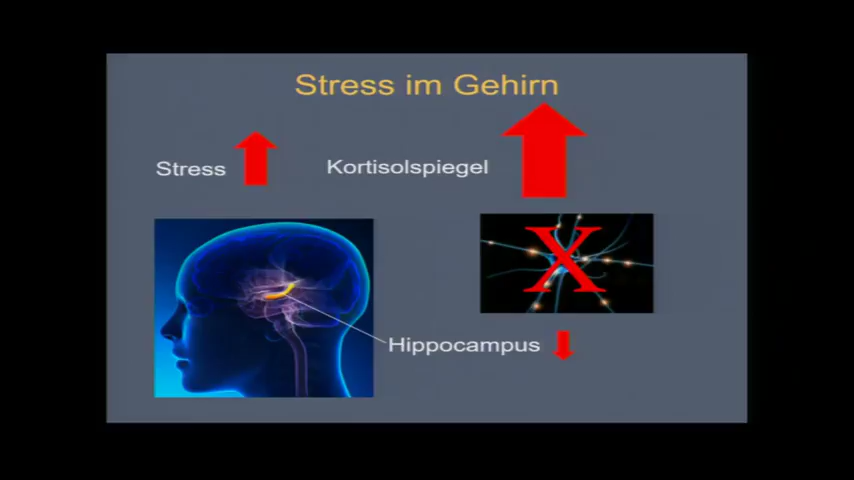 Stress im Gehirn
Stress
Kortisolspiegel
X
Hippocampus